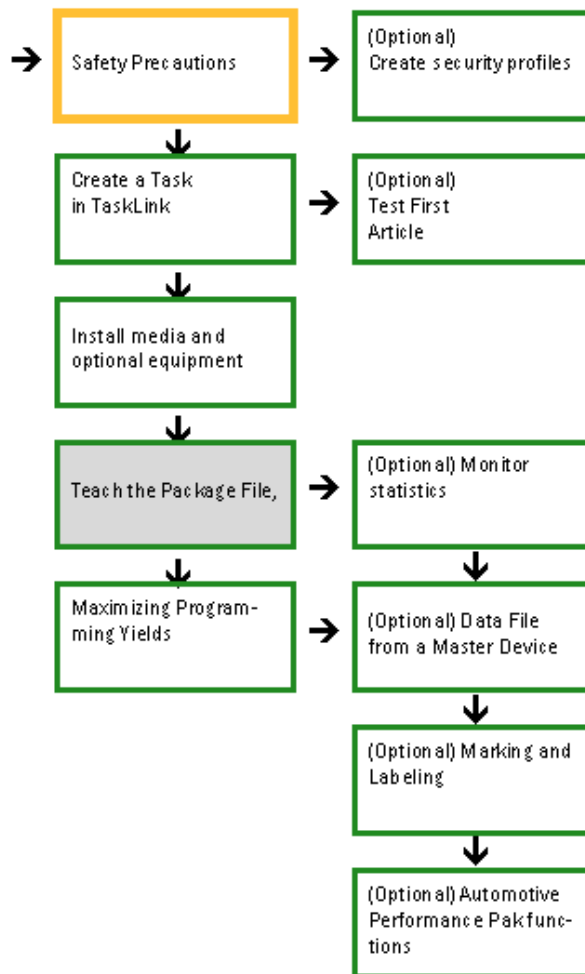 Safety Precautions
(Optional)
Create security profiles
Create a Task
in TaskLink
(Optional)
Test First
Article
Install media and
optional equipment
Teach the Package File,
(Optional) Monitor
statistics
Maximizing Program-
ming Yields
(Optional) Data File
from a Master Device
(Optional) Marking and
Labeling
(Optional) Automotive
Performance Pak func-
tions